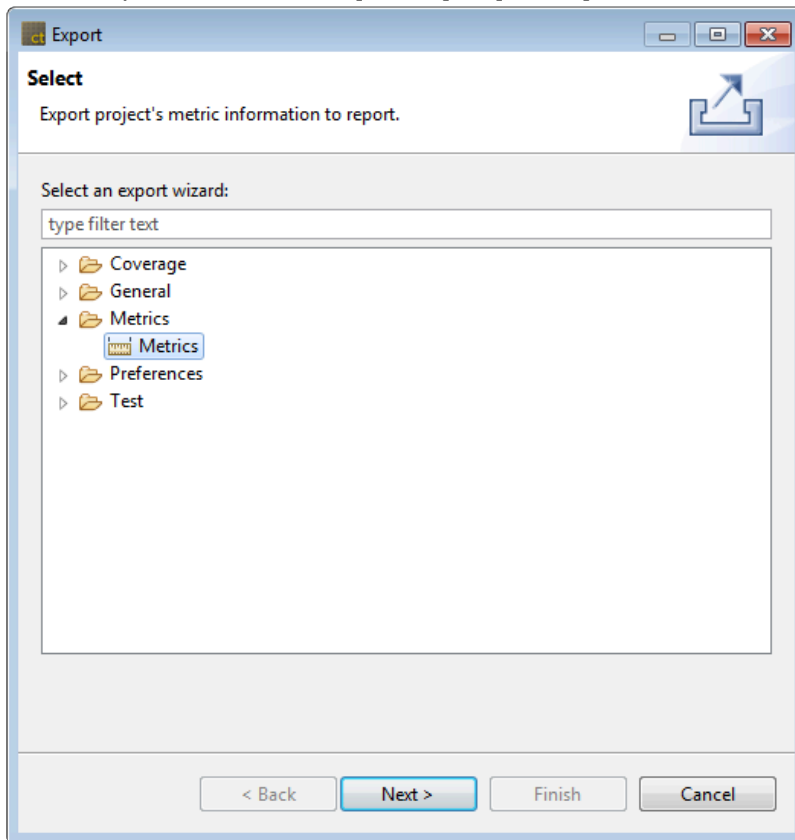 ct Export
Select
Export project's metric information to report.
Select an export wizard:
type filter text
Coverage
General
Metrics
Metrics
Preferences
Test
< Back Next > Finish Cancel